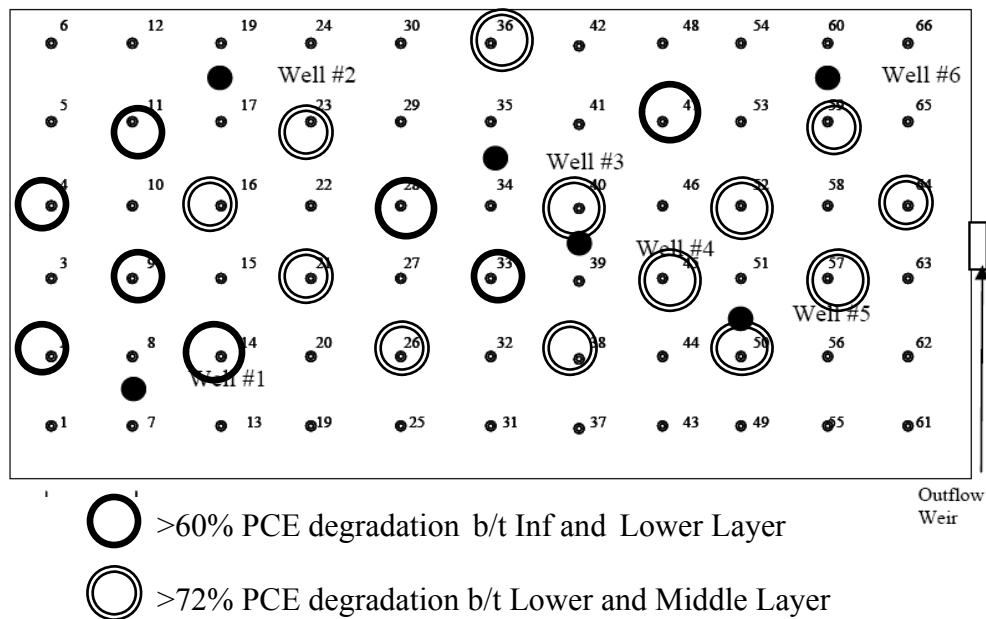 6 12 19 24 30 36 42 48 54 60 66
Well #2 Well #6
5 11 17 23 29 35 41 53 59 65
Well #3
4 10 16 22 28 34 40 46 52 58 64
Well #4
3 9 15 21 27 33 39 45 51 57 63
Well #5
8 14 20 26 32 38 44 50 56 62
Well #1
1 7 13 19 25 31 37 43 49 55 61
Outflow
Weir
>60% PCE degradation b/t Inf and Lower Layer
>72% PCE degradation b/t Lower and Middle Layer